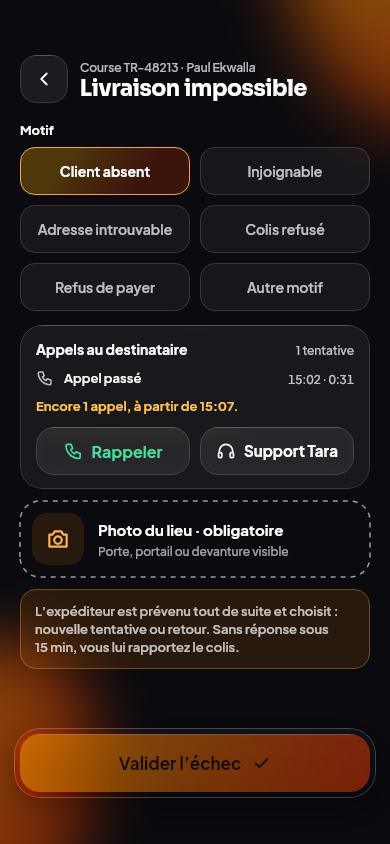 Course TR-48213 · Paul Ekwalla
Livraison impossible
Motif
Client absent
Injoignable
Adresse introuvable
Colis refusé
Refus de payer
Autre motif
Appels au destinataire
1 tentative
Appel passé
15:02 · 0:31
Encore 1 appel, à partir de 15:07.
Rappeler
Support Tara
Photo du lieu · obligatoire
Porte, portail ou devanture visible
L’expéditeur est prévenu tout de suite et choisit :
nouvelle tentative ou retour. Sans réponse sous
15 min, vous lui rapportez le colis.
Valider l’échec